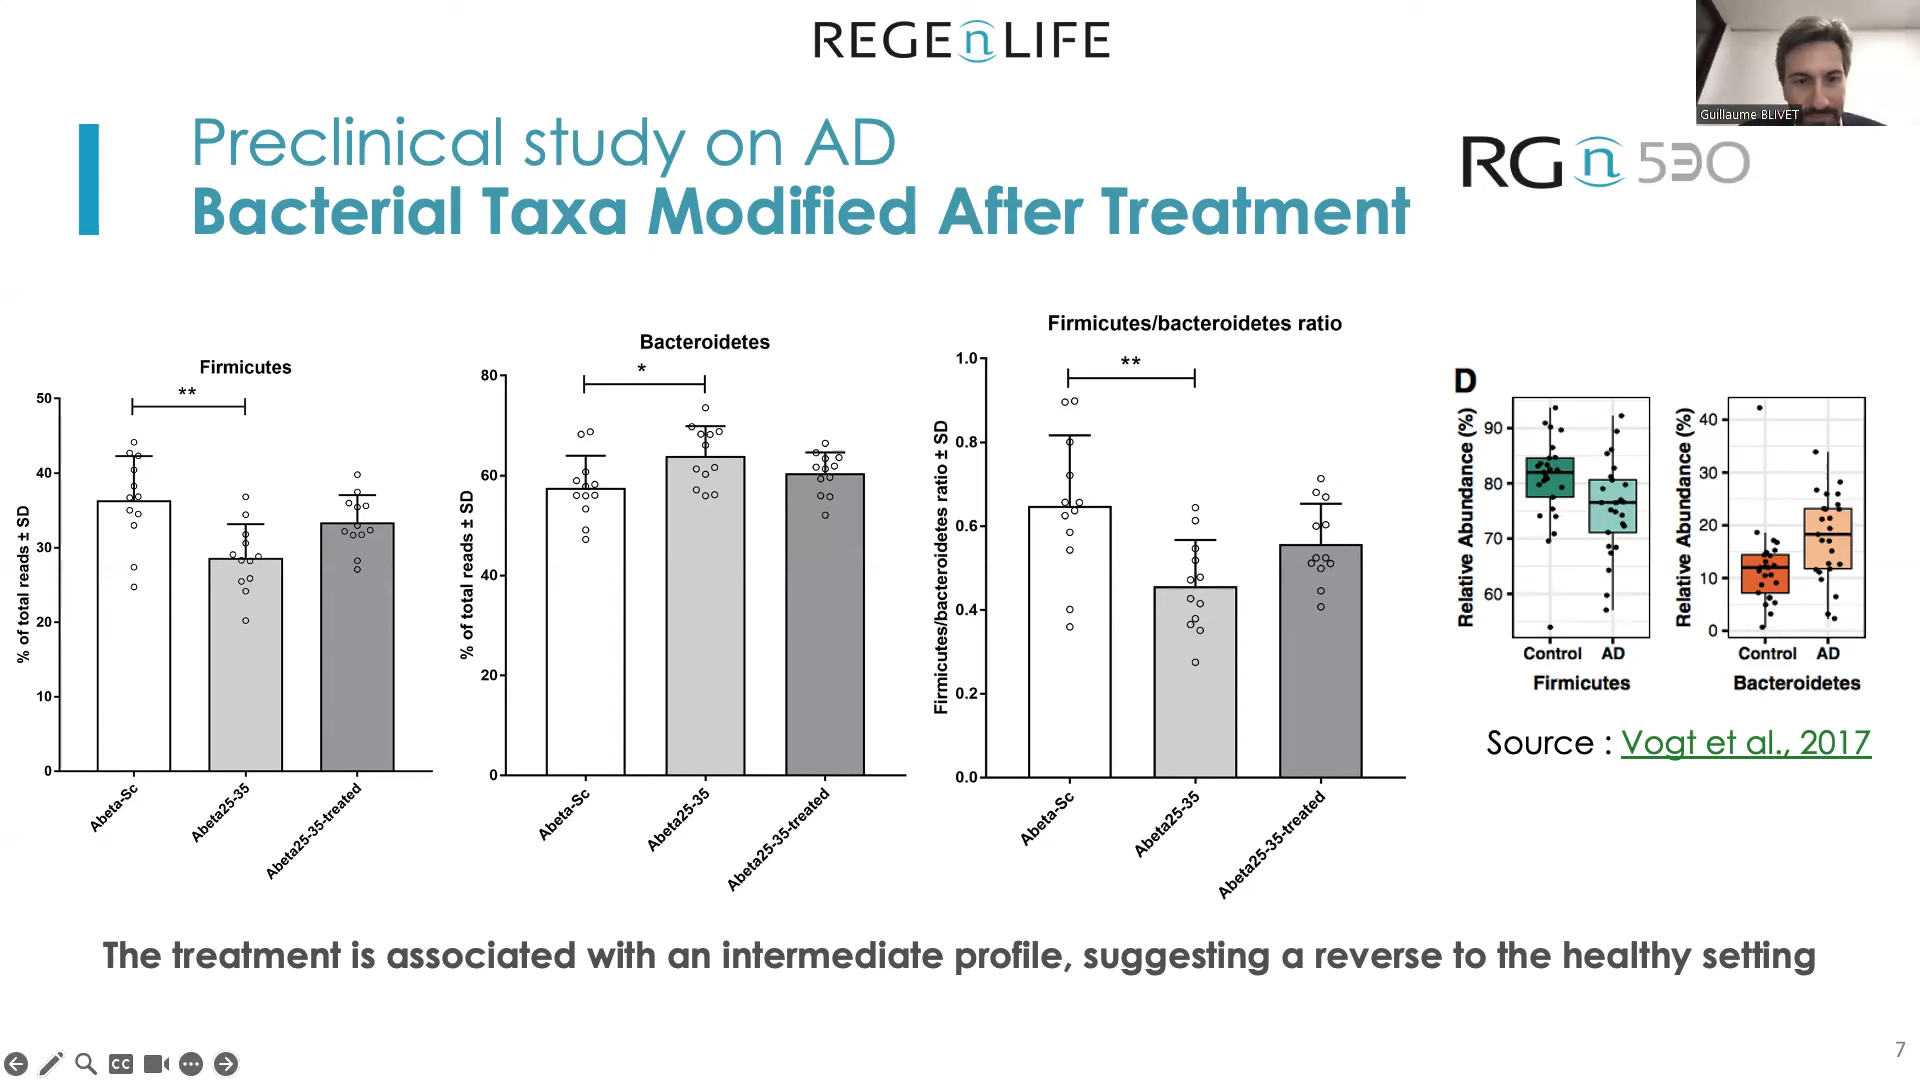 REGEnLIFE
Guillaume BLIVET
Preclinical study on AD
Bacterial Taxa Modified After Treatment
RGn 530
Firmicutes
**
% of total reads ± SD
50
40
30
20
10
0
Abeta-Sc
Abeta25-35
Abeta25-35-treated
Bacteroidetes
*
% of total reads ± SD
80
60
40
20
0
Abeta-Sc
Abeta25-35
Abeta25-35-treated
Firmicutes/bacteroidetes ratio
**
Firmicutes/bacteroidetes ratio ± SD
1.0
0.8
0.6
0.4
0.2
0.0
Abeta-Sc
Abeta25-35
Abeta25-35-treated
D
Relative Abundance (%)
90
80
70
60
Control AD
Firmicutes
Relative Abundance (%)
40
30
20
10
0
Control AD
Bacteroidetes
Source : Vogt et al., 2017
The treatment is associated with an intermediate profile, suggesting a reverse to the healthy setting
CC
7